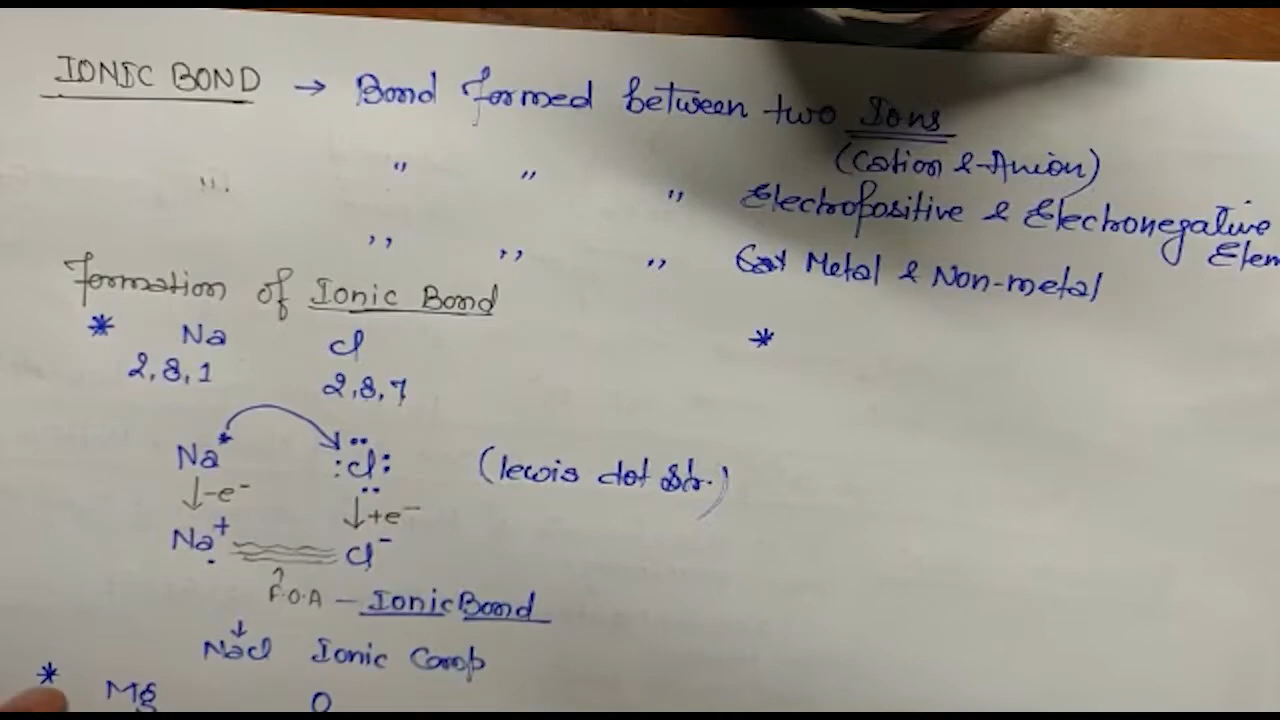 IONIC BOND → Bond formed between two Ions
(Cation & Anion)
" " " " Electropositive & Electronegative
Elem
" " " Metal & Non-metal
Formation of Ionic Bond
* Na Cl *
2,8,1 2,8,7
Na :Cl: (lewis dot str.)
↓-e⁻ ↓+e⁻
Na⁺ Cl⁻
F.O.A - Ionic Bond
↓
NaCl Ionic Comp
* Mg O